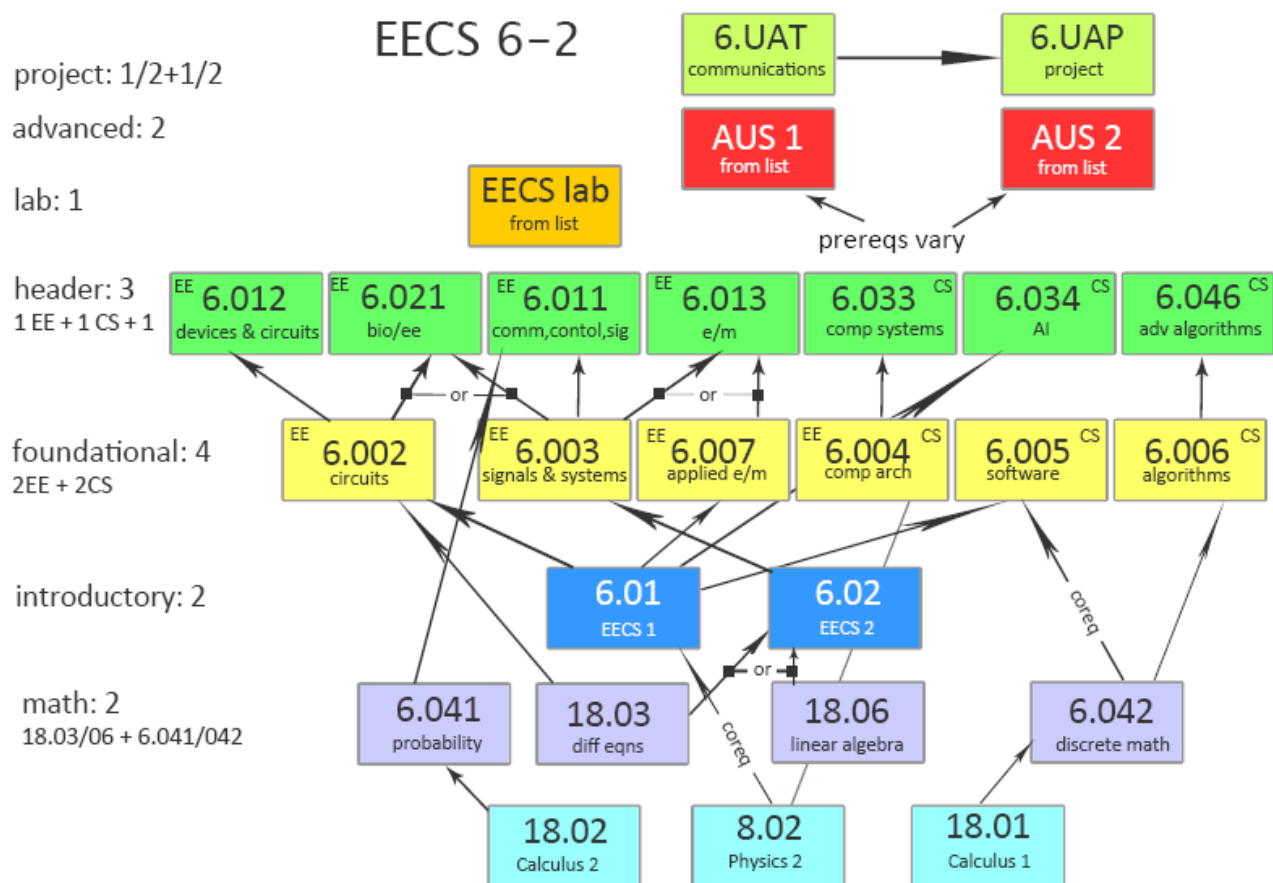 EECS 6-2
6.UAT
communications
6.UAP
project
project: 1/2+1/2
advanced: 2
AUS 1
from list
AUS 2
from list
lab: 1
EECS lab
from list
prereqs vary
header: 3
1 EE + 1 CS + 1
EE 6.012
devices & circuits
EE 6.021
bio/ee
EE 6.011
comm,contol,sig
EE 6.013
e/m
6.033 CS
comp systems
6.034 CS
AI
6.046 CS
adv algorithms
or
or
foundational: 4
2EE + 2CS
EE 6.002
circuits
EE 6.003
signals & systems
EE 6.007
applied e/m
EE 6.004 CS
comp arch
6.005 CS
software
6.006 CS
algorithms
introductory: 2
6.01
EECS 1
6.02
EECS 2
coreq
or
math: 2
18.03/06 + 6.041/042
6.041
probability
18.03
diff eqns
18.06
linear algebra
6.042
discrete math
coreq
18.02
Calculus 2
8.02
Physics 2
18.01
Calculus 1